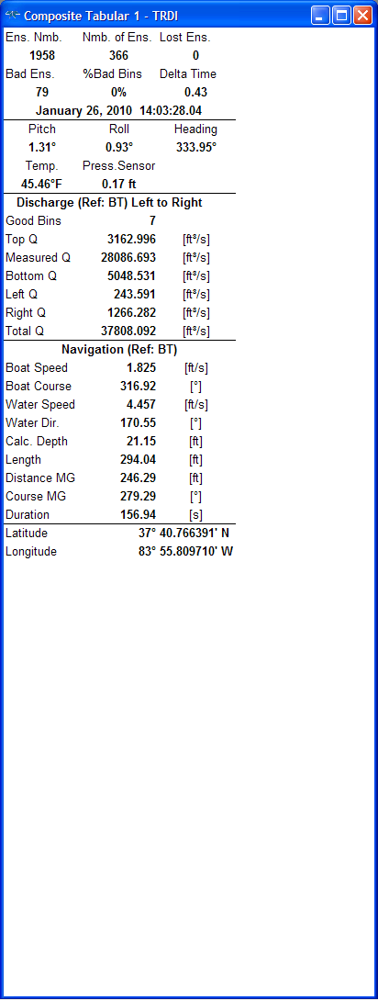 Composite Tabular 1 - TRDI
Ens. Nmb. Nmb. of Ens. Lost Ens.
1958 366 0
Bad Ens. %Bad Bins Delta Time
79 0% 0.43
January 26, 2010 14:03:28.04
Pitch Roll Heading
1.31° 0.93° 333.95°
Temp. Press.Sensor
45.46°F 0.17 ft
Discharge (Ref: BT) Left to Right
Good Bins 7
Top Q 3162.996 [ft³/s]
Measured Q 28086.693 [ft³/s]
Bottom Q 5048.531 [ft³/s]
Left Q 243.591 [ft³/s]
Right Q 1266.282 [ft³/s]
Total Q 37808.092 [ft³/s]
Navigation (Ref: BT)
Boat Speed 1.825 [ft/s]
Boat Course 316.92 [°]
Water Speed 4.457 [ft/s]
Water Dir. 170.55 [°]
Calc. Depth 21.15 [ft]
Length 294.04 [ft]
Distance MG 246.29 [ft]
Course MG 279.29 [°]
Duration 156.94 [s]
Latitude 37° 40.766391' N
Longitude 83° 55.809710' W